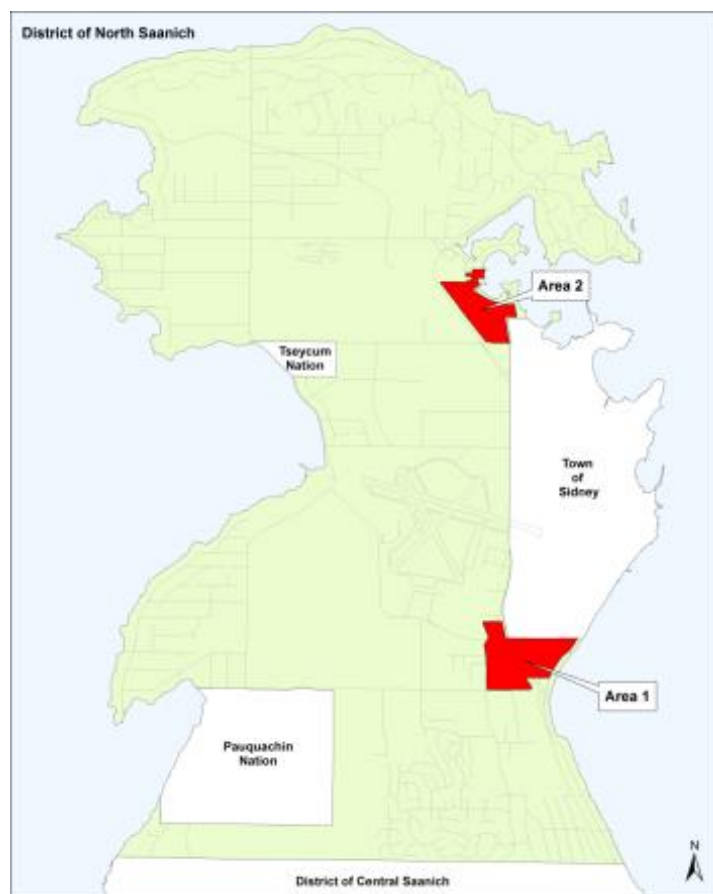 District of North Saanich
Area 2
Tseycum
Nation
Town
of
Sidney
Area 1
Pauquachin
Nation
N
District of Central Saanich